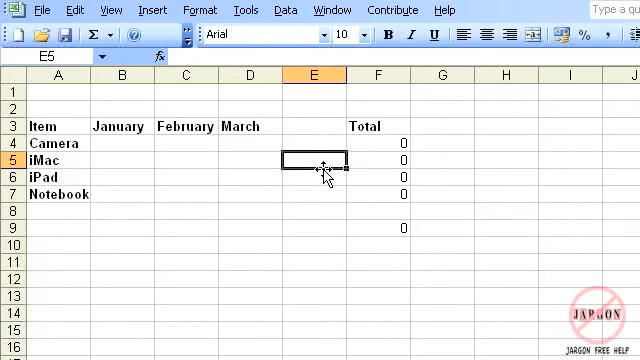 File Edit View Insert Format Tools Data Window Contribute Help Type a qu
Arial 10 B I U % ,
E5 fx
A B C D E F G H I J
1
2
3 Item January February March Total
4 Camera 0
5 iMac 0
6 iPad 0
7 Notebook 0
8
9 0
10
11
12
13
14
15
16
JARGON
JARGON FREE HELP